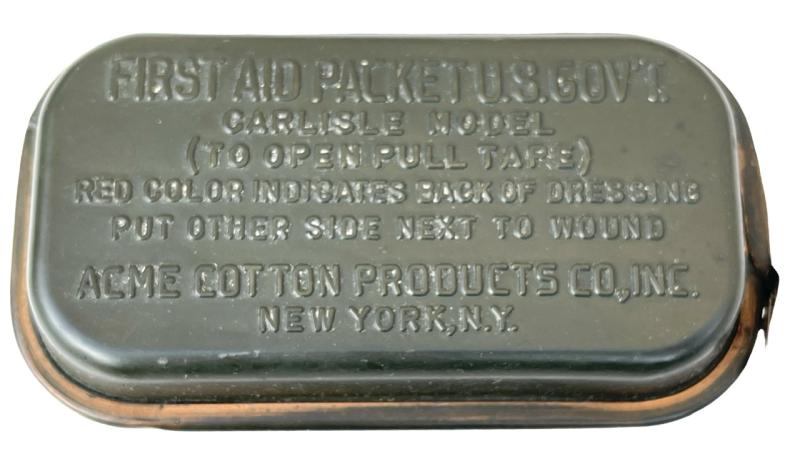 FIRST AID PACKET U.S. GOV'T.
CARLISLE MODEL
(TO OPEN PULL TAPE)
RED COLOR INDICATES BACK OF DRESSING
PUT OTHER SIDE NEXT TO WOUND
ACME COTTON PRODUCTS CO., INC.
NEW YORK, N.Y.